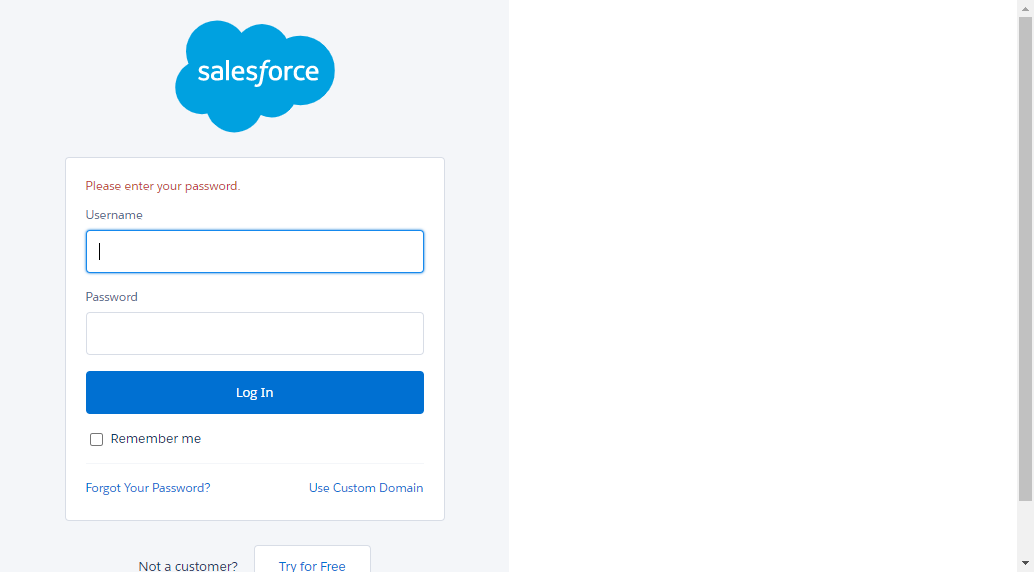 salesforce
Please enter your password.
Username
Password
Log In
Remember me
Forgot Your Password? Use Custom Domain
Not a customer? Try for Free